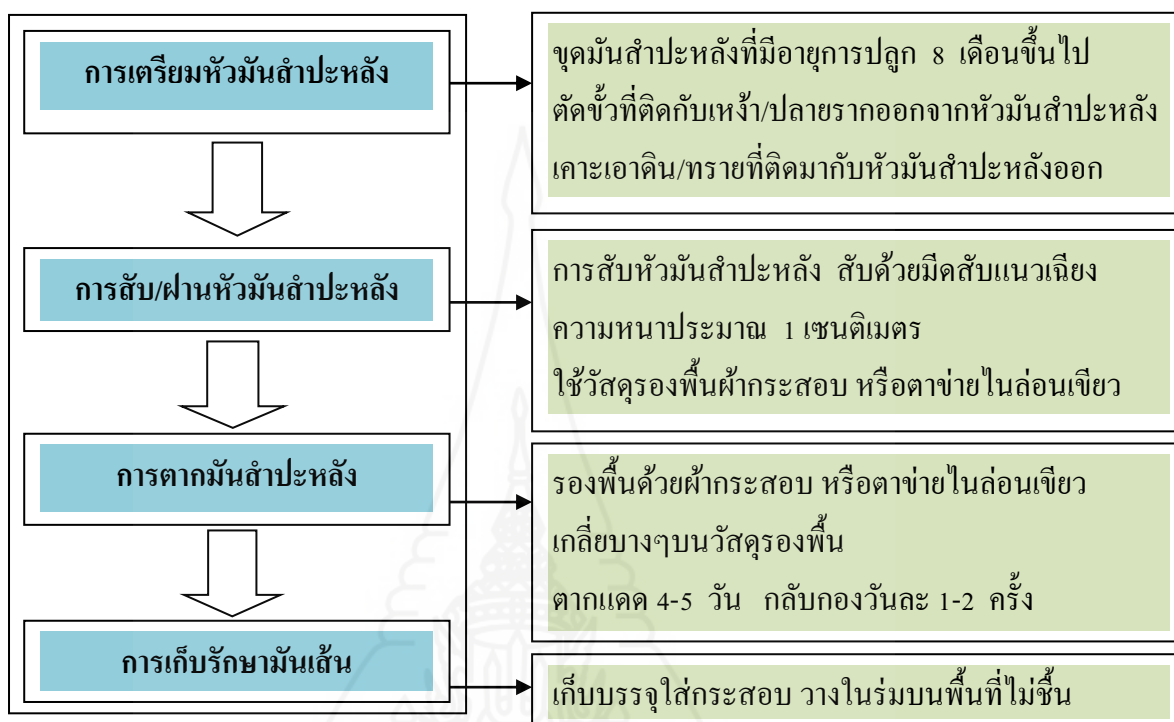 การเตรียมหัวมันสำปะหลัง
ขุดมันสำปะหลังที่มีอายุการปลูก 8 เดือนขึ้นไป
ตัดขั้วที่ติดกับเหง้า/ปลายรากออกจากหัวมันสำปะหลัง
เคาะเอาดิน/ทรายที่ติดมากับหัวมันสำปะหลังออก
การสับ/ฝานหัวมันสำปะหลัง
การสับหัวมันสำปะหลัง สับด้วยมีดสับแนวเฉียง
ความหนาประมาณ 1 เซนติเมตร
ใช้วัสดุรองพื้นผ้ากระสอบ หรือตาข่ายไนล่อนเขียว
การตากมันสำปะหลัง
รองพื้นด้วยผ้ากระสอบ หรือตาข่ายไนล่อนเขียว
เกลี่ยบางๆบนวัสดุรองพื้น
ตากแดด 4-5 วัน กลับกองวันละ 1-2 ครั้ง
การเก็บรักษามันเส้น
เก็บบรรจุใส่กระสอบ วางในร่มบนพื้นที่ไม่ชื้น